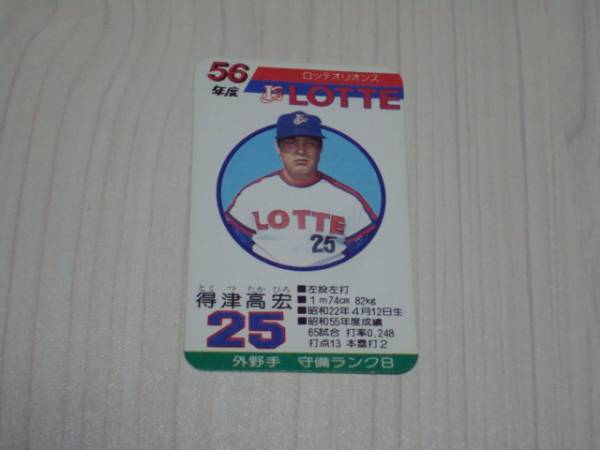 56
年度
ロッテオリオンズ
LOTTE
LOTTE
25
とく つ たか ひろ
得津高宏
25
■左投左打
■1m74cm 82kg
■昭和22年4月12日生
■昭和55年度成績
65試合 打率0.248
打点13 本塁打2
外野手 守備ランクB